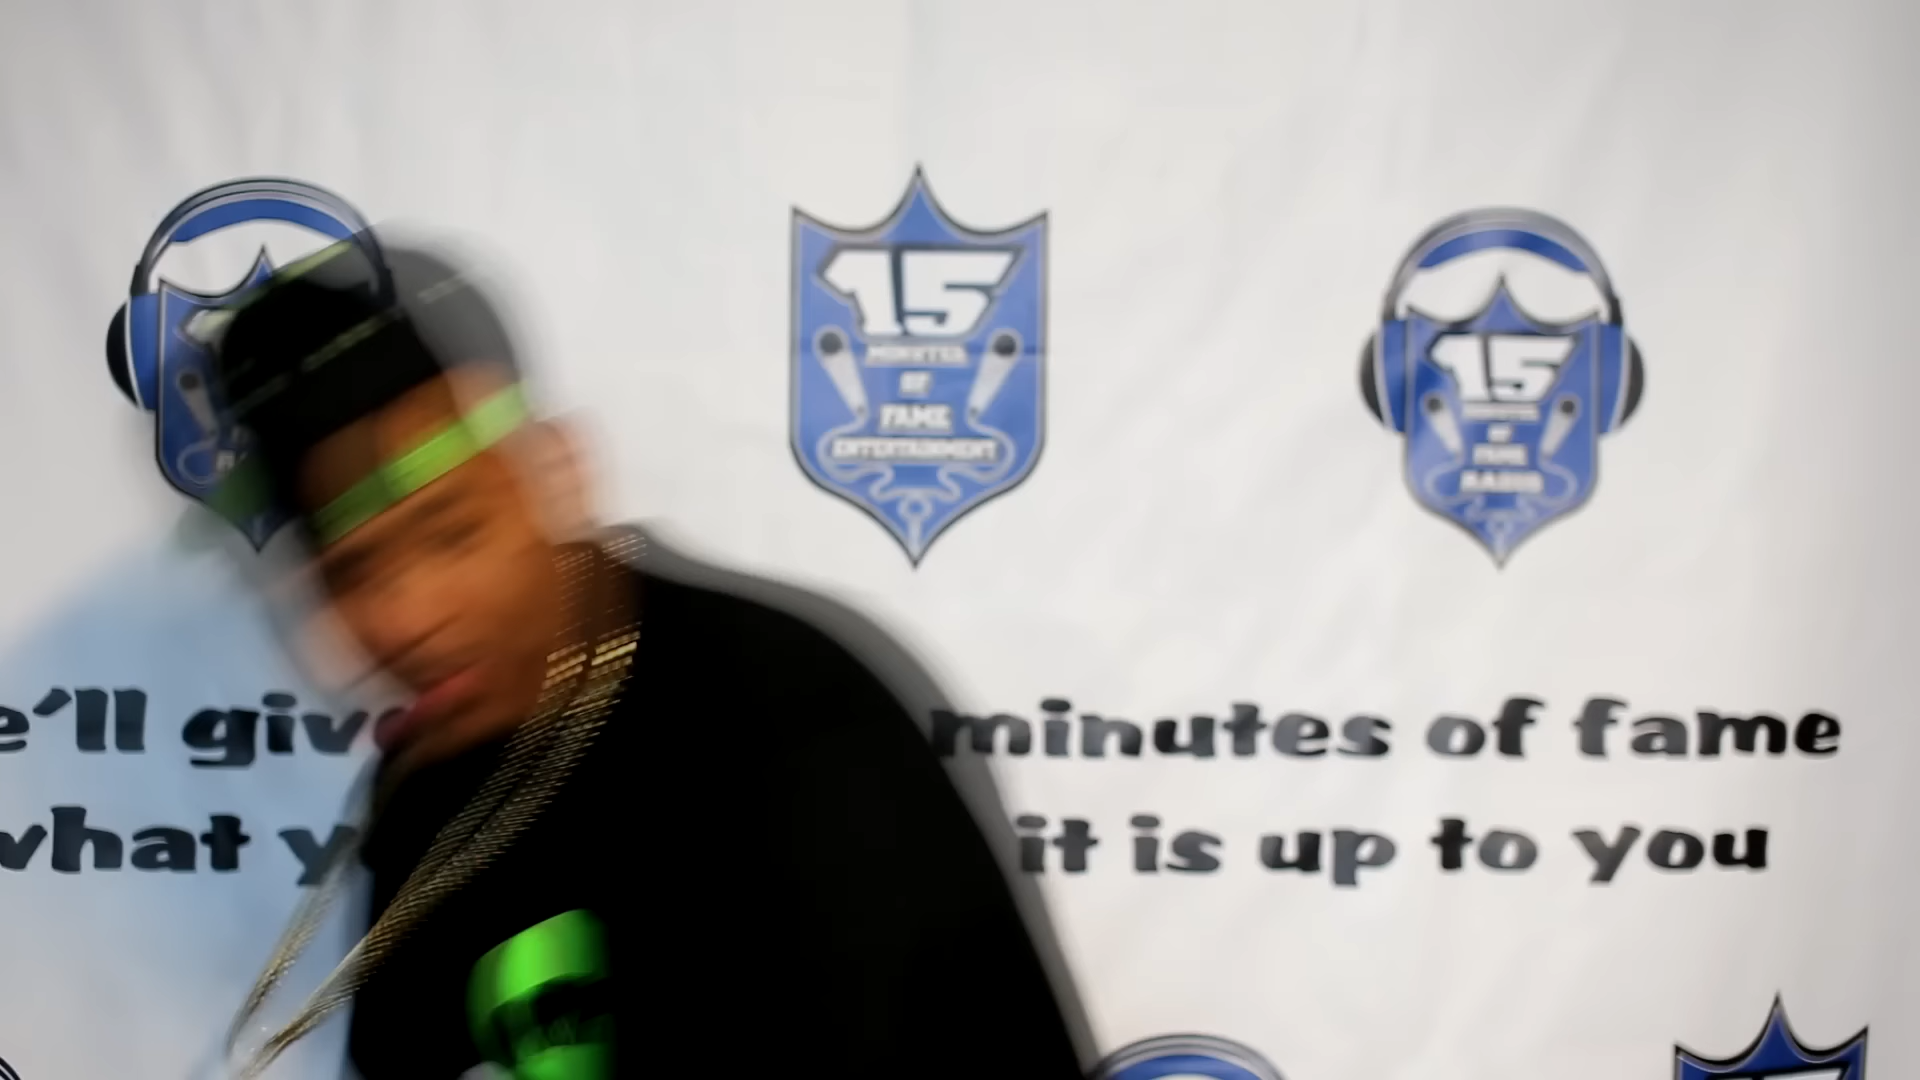 15
MINUTES
OF
FAME
ENTERTAINMENT
15
MINUTES
OF
FAME
RADIO
e'll give minutes of fame
what y it is up to you